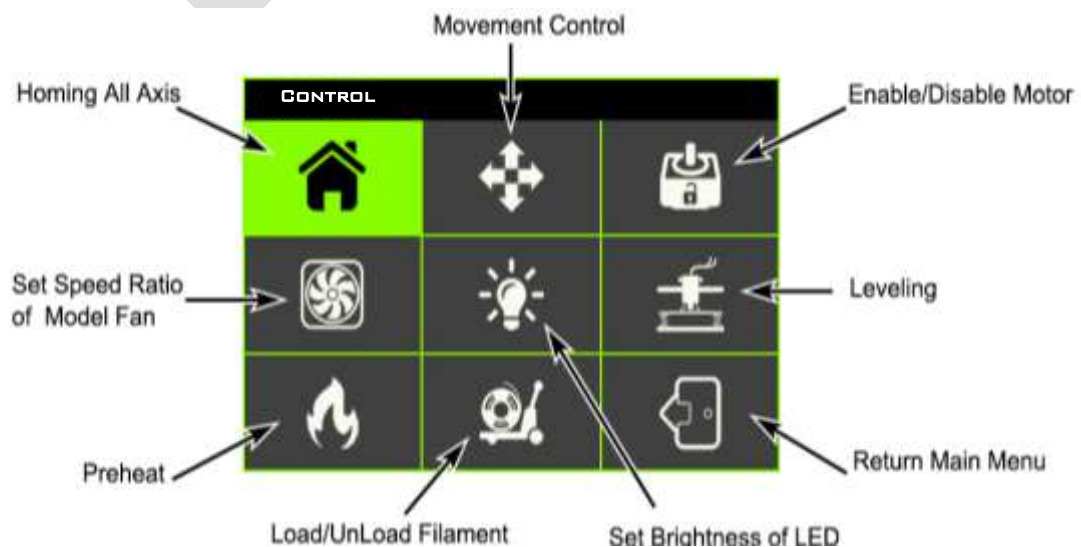 Movement Control
Homing All Axis
Enable/Disable Motor
CONTROL
Set Speed Ratio
of Model Fan
Leveling
Preheat
Return Main Menu
Load/UnLoad Filament
Set Brightness of LED